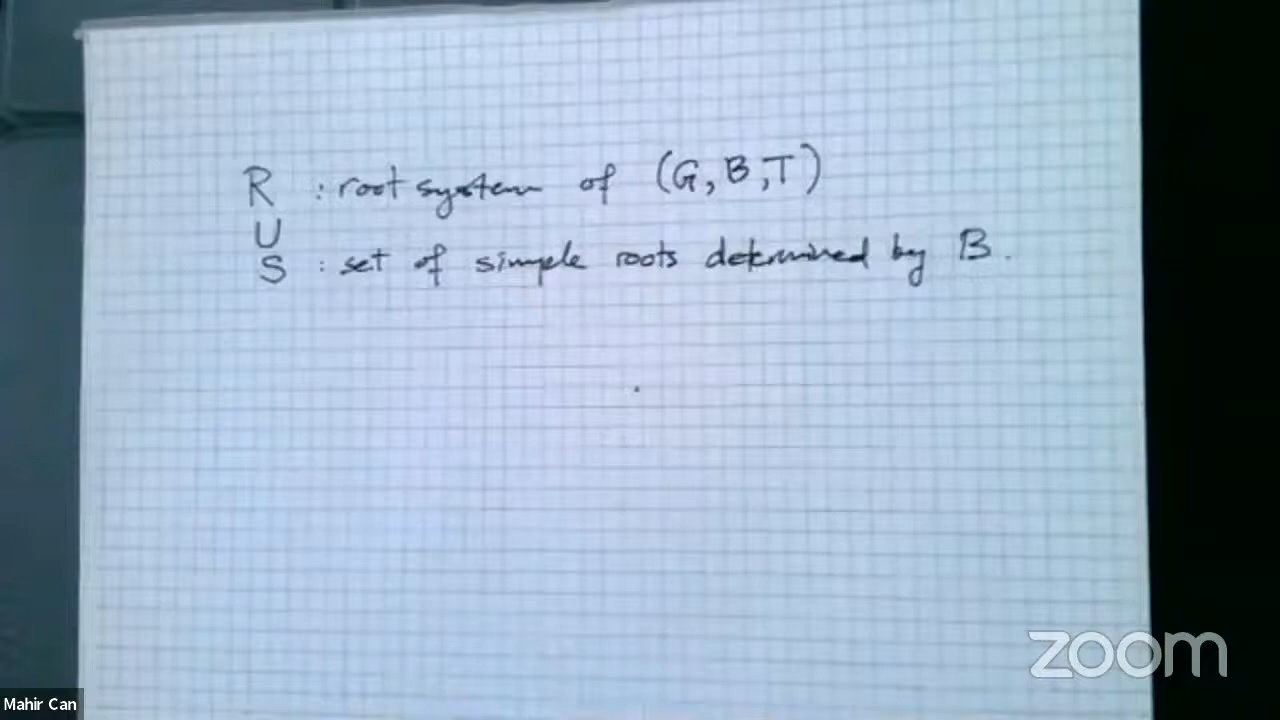 R : root system of (G, B, T)
∪
S : set of simple roots determined by B.
zoom
Mahir Can